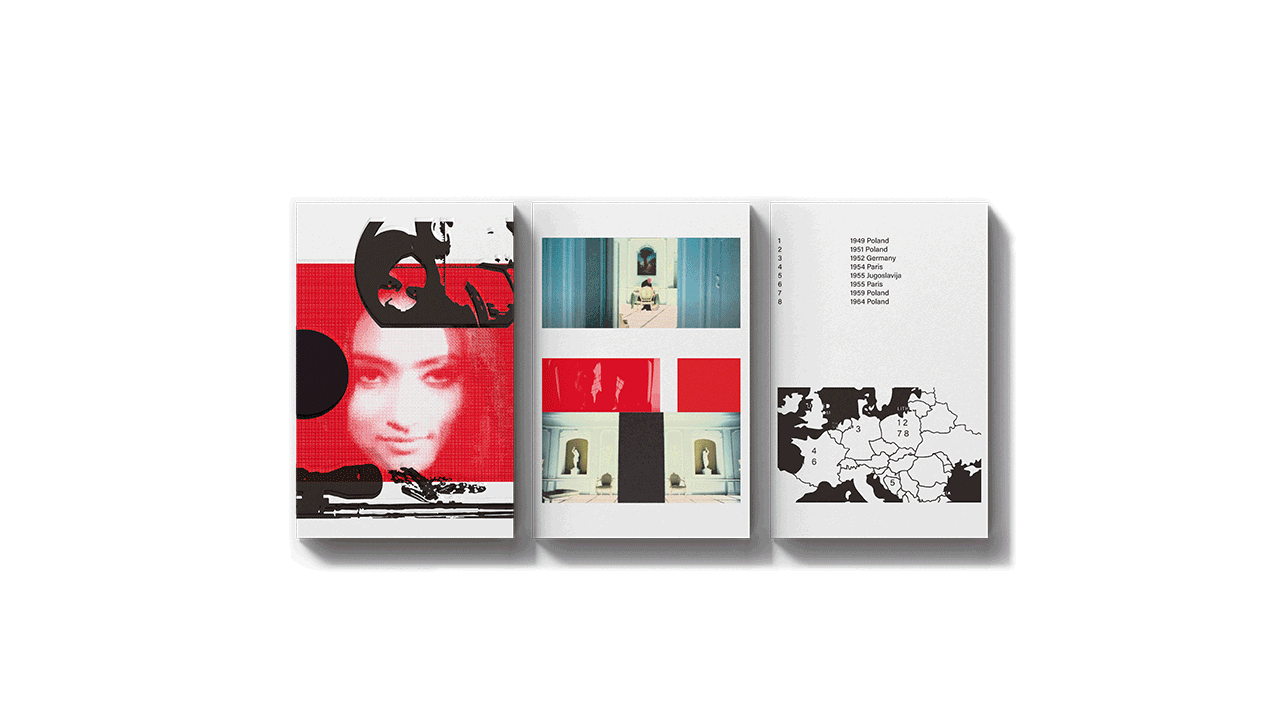 1 1949 Poland
2 1951 Poland
3 1952 Germany
4 1954 Paris
5 1955 Jugoslavija
6 1955 Paris
7 1959 Poland
8 1964 Poland
1 2
3
7 8
4
6
5